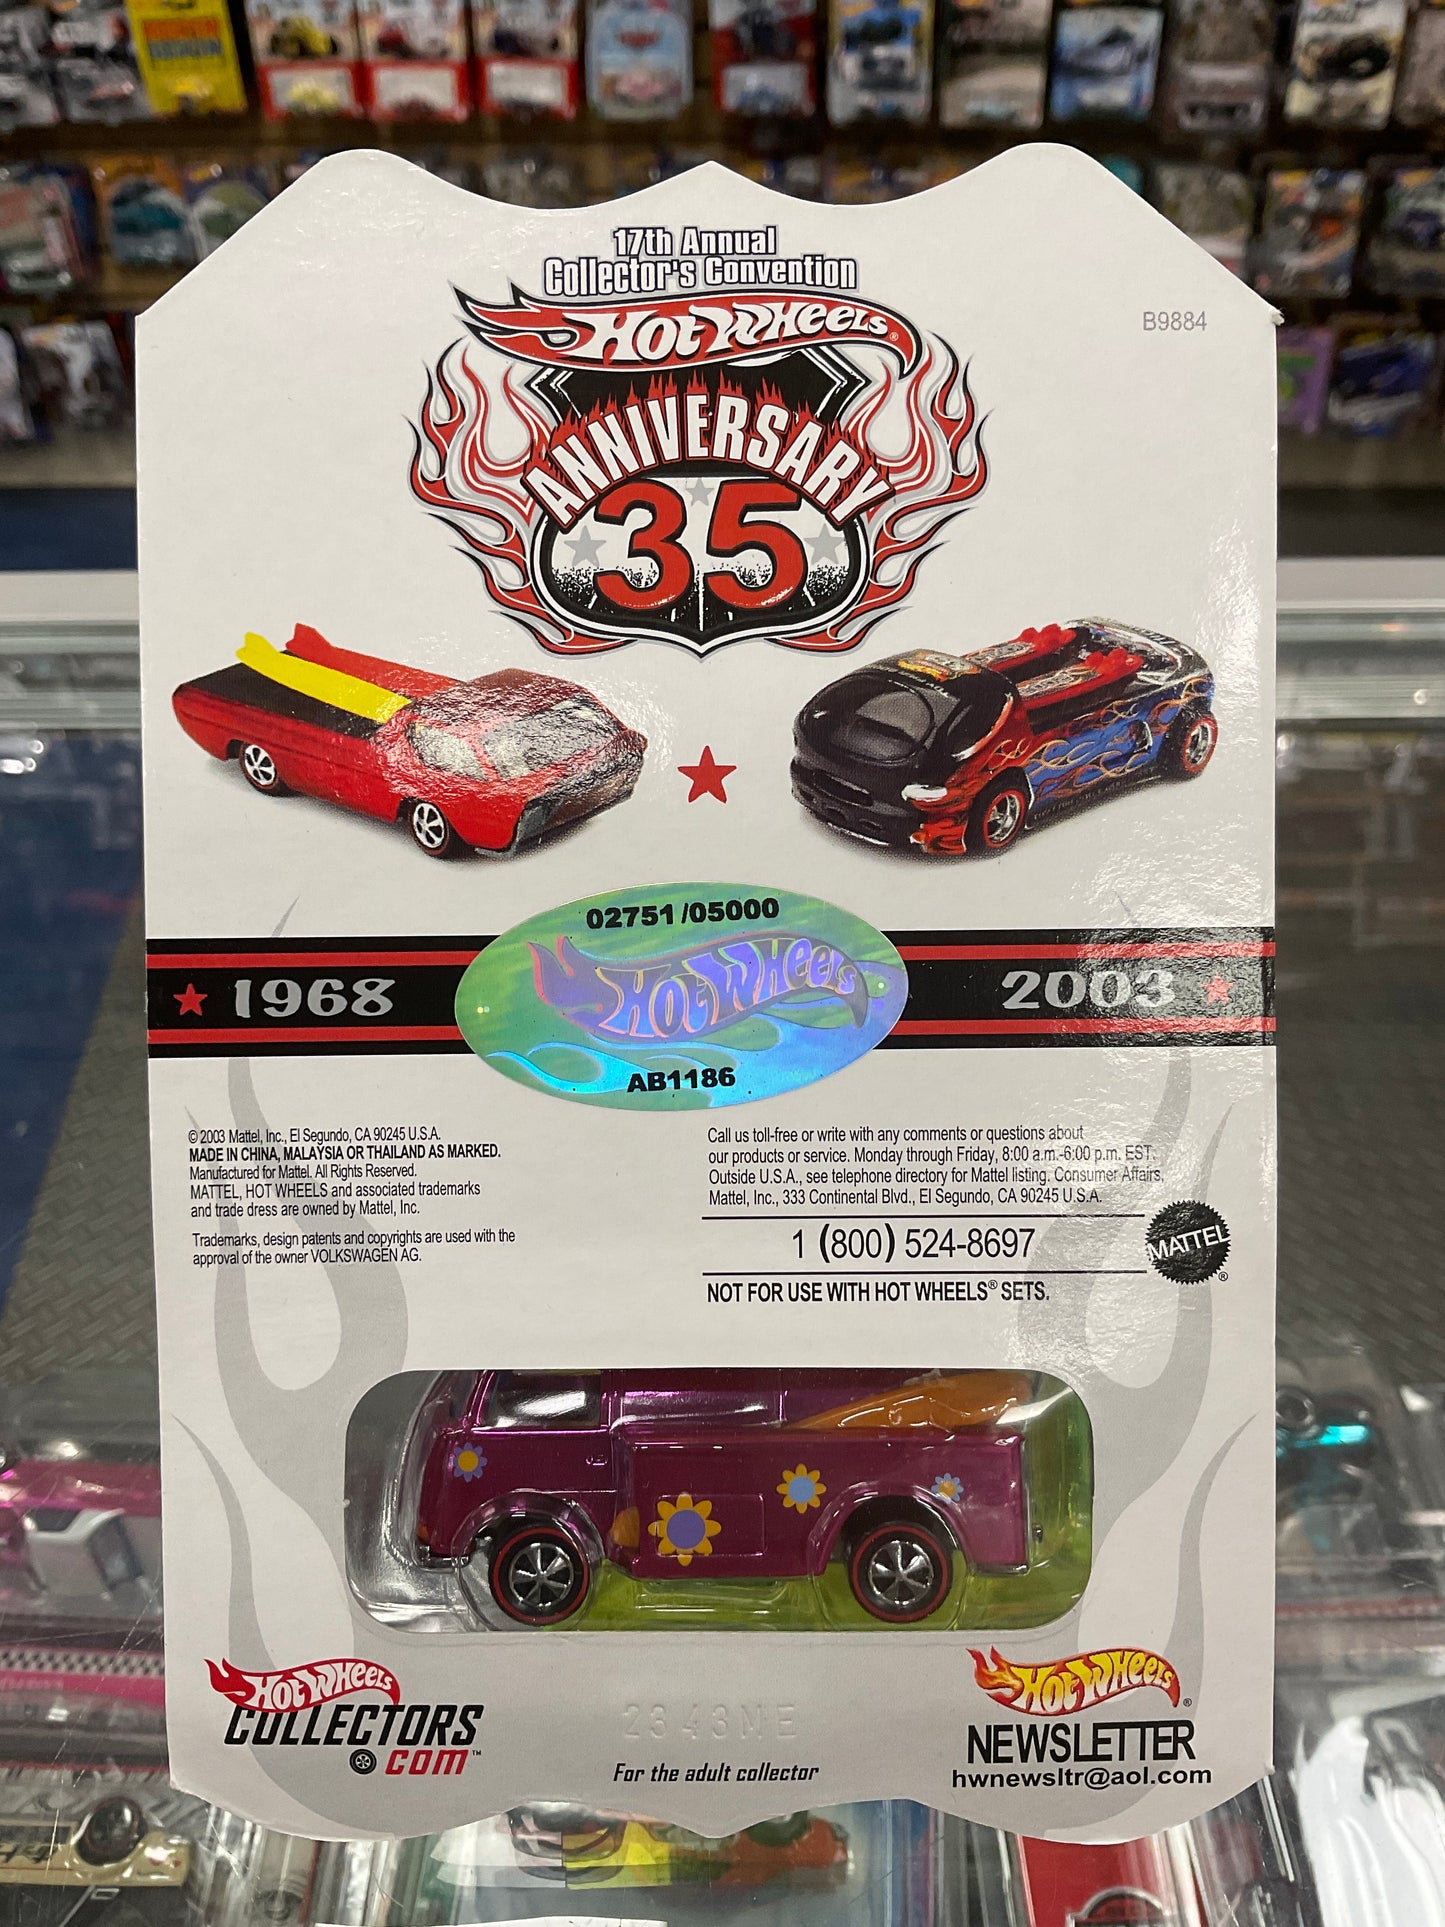 17th Annual
Collector's Convention
Hot Wheels®
ANNIVERSARY
35
B9884
02751/05000
Hot Wheels
AB1186
1968
2003
© 2003 Mattel, Inc., El Segundo, CA 90245 U.S.A.
MADE IN CHINA, MALAYSIA OR THAILAND AS MARKED.
Manufactured for Mattel. All Rights Reserved.
MATTEL, HOT WHEELS and associated trademarks
and trade dress are owned by Mattel, Inc.
Trademarks, design patents and copyrights are used with the
approval of the owner VOLKSWAGEN AG.
Call us toll-free or write with any comments or questions about
our products or service. Monday through Friday, 8:00 a.m.-6:00 p.m. EST.
Outside U.S.A., see telephone directory for Mattel listing. Consumer Affairs,
Mattel, Inc., 333 Continental Blvd., El Segundo, CA 90245 U.S.A.
1 (800) 524-8697
MATTEL®
NOT FOR USE WITH HOT WHEELS® SETS.
Hot Wheels
COLLECTORS
.com™
2343ME
For the adult collector
Hot Wheels®
NEWSLETTER
hwnewsltr@aol.com